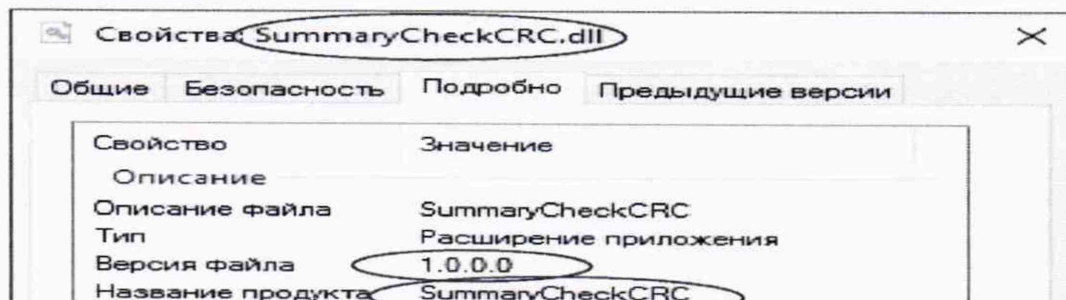 Свойства: SummaryCheckCRC.dll
Общие Безопасность Подробно Предыдущие версии
Свойство Значение
Описание
Описание файла SummaryCheckCRC
Тип Расширение приложения
Версия файла 1.0.0.0
Название продукта SummaryCheckCRC